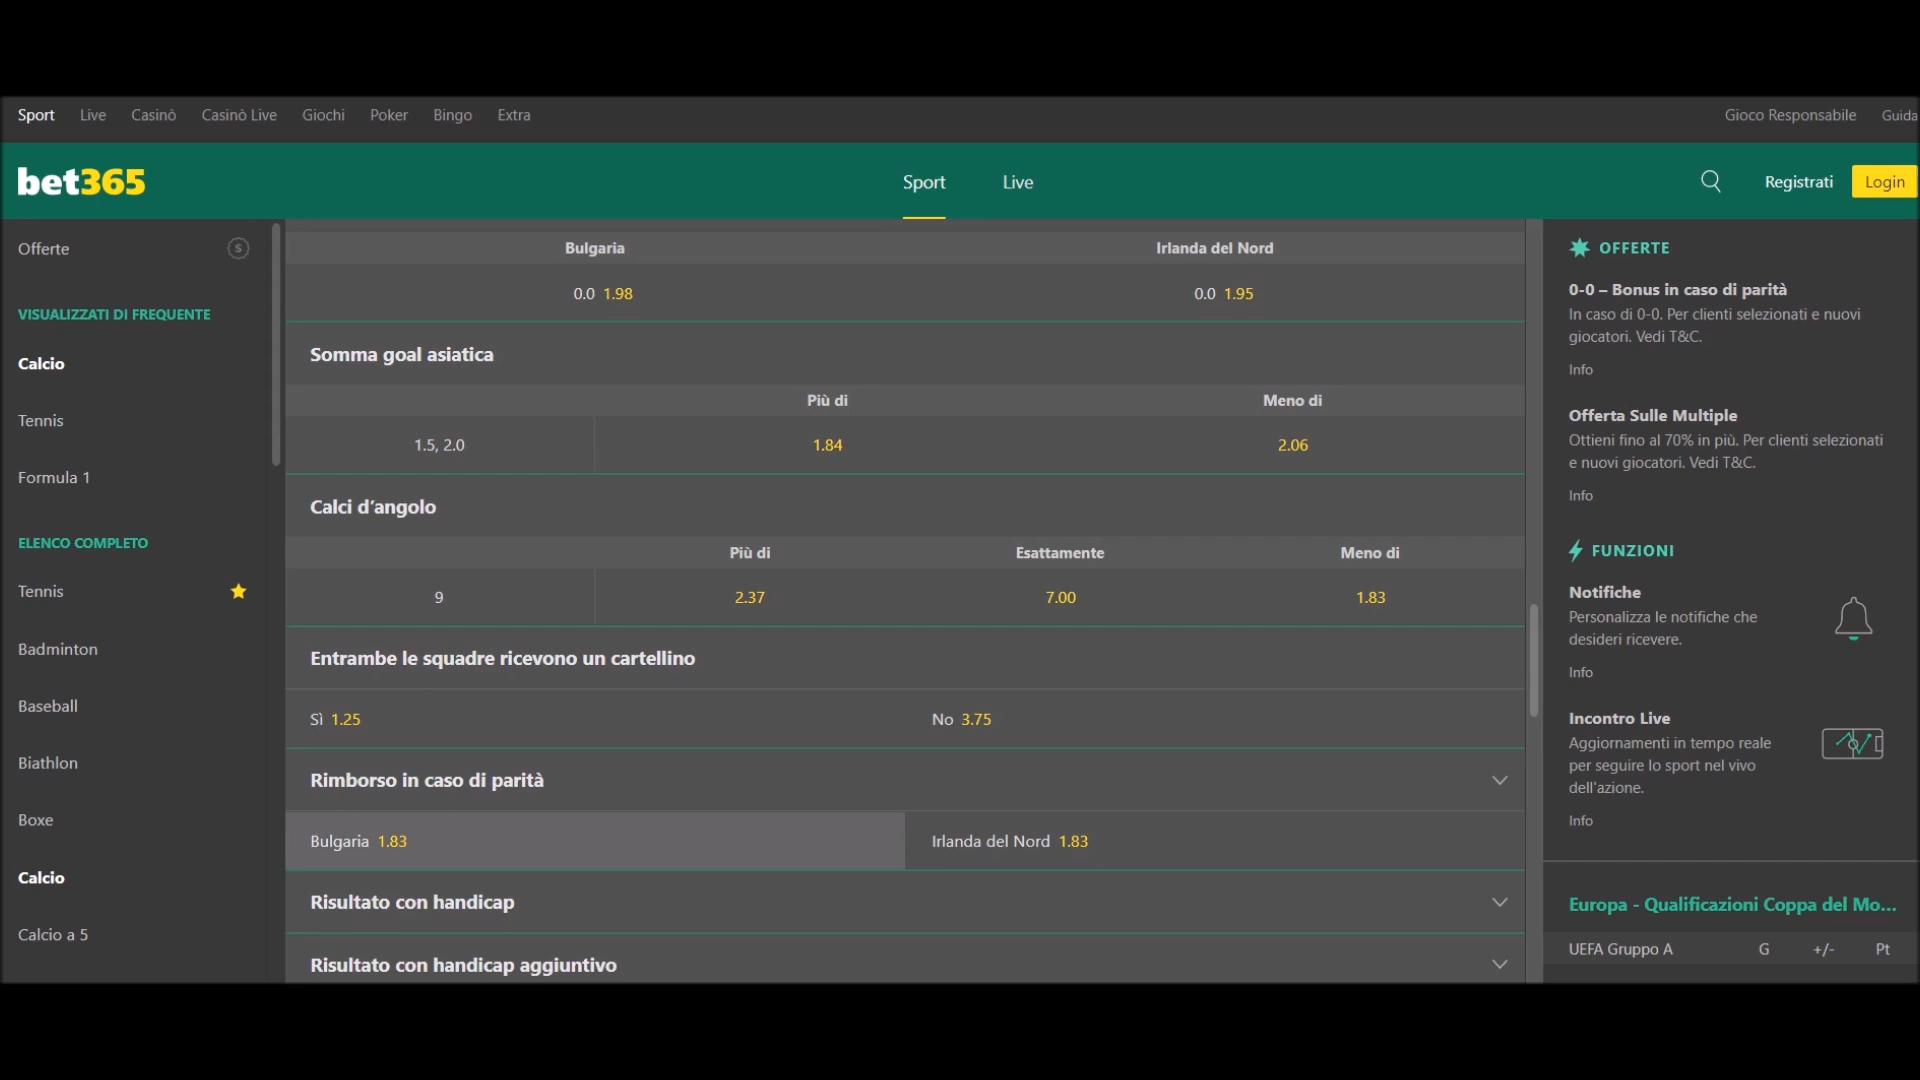 Sport Live Casinò Casinò Live Giochi Poker Bingo Extra Gioco Responsabile Guida
bet365 Sport Live Registrati Login
Offerte
S
VISUALIZZATI DI FREQUENTE
Calcio
Tennis
Formula 1
ELENCO COMPLETO
Tennis
Badminton
Baseball
Biathlon
Boxe
Calcio
Calcio a 5
Bulgaria Irlanda del Nord
0.0 1.98 0.0 1.95
Somma goal asiatica
Più di Meno di
1.5, 2.0 1.84 2.06
Calci d’angolo
Più di Esattamente Meno di
9 2.37 7.00 1.83
Entrambe le squadre ricevono un cartellino
Sì 1.25 No 3.75
Rimborso in caso di parità
Bulgaria 1.83 Irlanda del Nord 1.83
Risultato con handicap
Risultato con handicap aggiuntivo
OFFERTE
0-0 – Bonus in caso di parità
In caso di 0-0. Per clienti selezionati e nuovi
giocatori. Vedi T&C.
Info
Offerta Sulle Multiple
Ottieni fino al 70% in più. Per clienti selezionati
e nuovi giocatori. Vedi T&C.
Info
FUNZIONI
Notifiche
Personalizza le notifiche che
desideri ricevere.
Info
Incontro Live
Aggiornamenti in tempo reale
per seguire lo sport nel vivo
dell'azione.
Info
Europa - Qualificazioni Coppa del Mo...
UEFA Gruppo A G +/- Pt